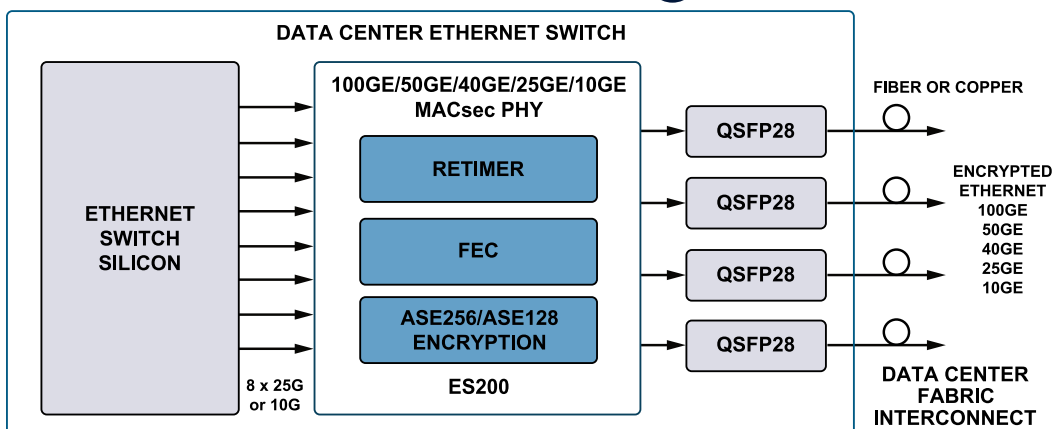 DATA CENTER ETHERNET SWITCH
ETHERNET
SWITCH
SILICON
8 x 25G
or 10G
100GE/50GE/40GE/25GE/10GE
MACsec PHY
RETIMER
FEC
ASE256/ASE128
ENCRYPTION
ES200
QSFP28
QSFP28
QSFP28
QSFP28
FIBER OR COPPER
ENCRYPTED
ETHERNET
100GE
50GE
40GE
25GE
10GE
DATA CENTER
FABRIC
INTERCONNECT